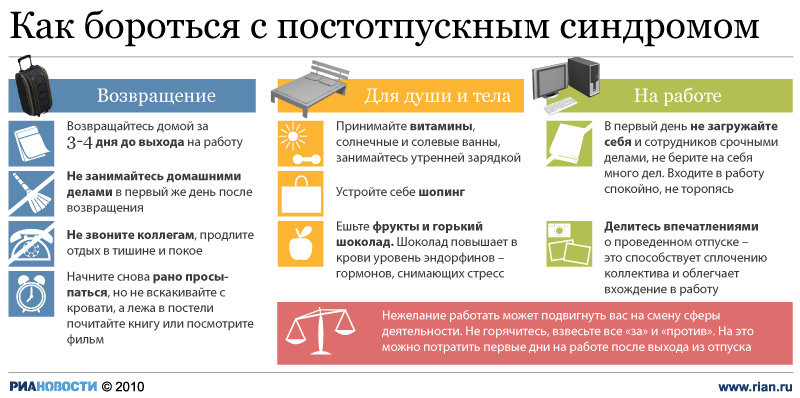 Как бороться с постотпускным синдромом
Возвращение
Возвращайтесь домой за
3-4 дня до выхода на работу
Не занимайтесь домашними
делами в первый же день после
возвращения
Не звоните коллегам, продлите
отдых в тишине и покое
Начните снова рано просы-
паться, но не вскакивайте с
кровати, а лежа в постели
почитайте книгу или посмотрите
фильм
Для души и тела
Принимайте витамины,
солнечные и солевые ванны,
занимайтесь утренней зарядкой
Устройте себе шопинг
Ешьте фрукты и горький
шоколад. Шоколад повышает в
крови уровень эндорфинов –
гормонов, снимающих стресс
На работе
В первый день не загружайте
себя и сотрудников срочными
делами, не берите на себя
много дел. Входите в работу
спокойно, не торопясь
Делитесь впечатлениями
о проведенном отпуске –
это способствует сплочению
коллектива и облегчает
вхождение в работу
Нежелание работать может подвигнуть вас на смену сферы
деятельности. Не горячитесь, взвесьте все «за» и «против». На это
можно потратить первые дни на работе после выхода из отпуска
РИАНОВОСТИ © 2010
www.rian.ru